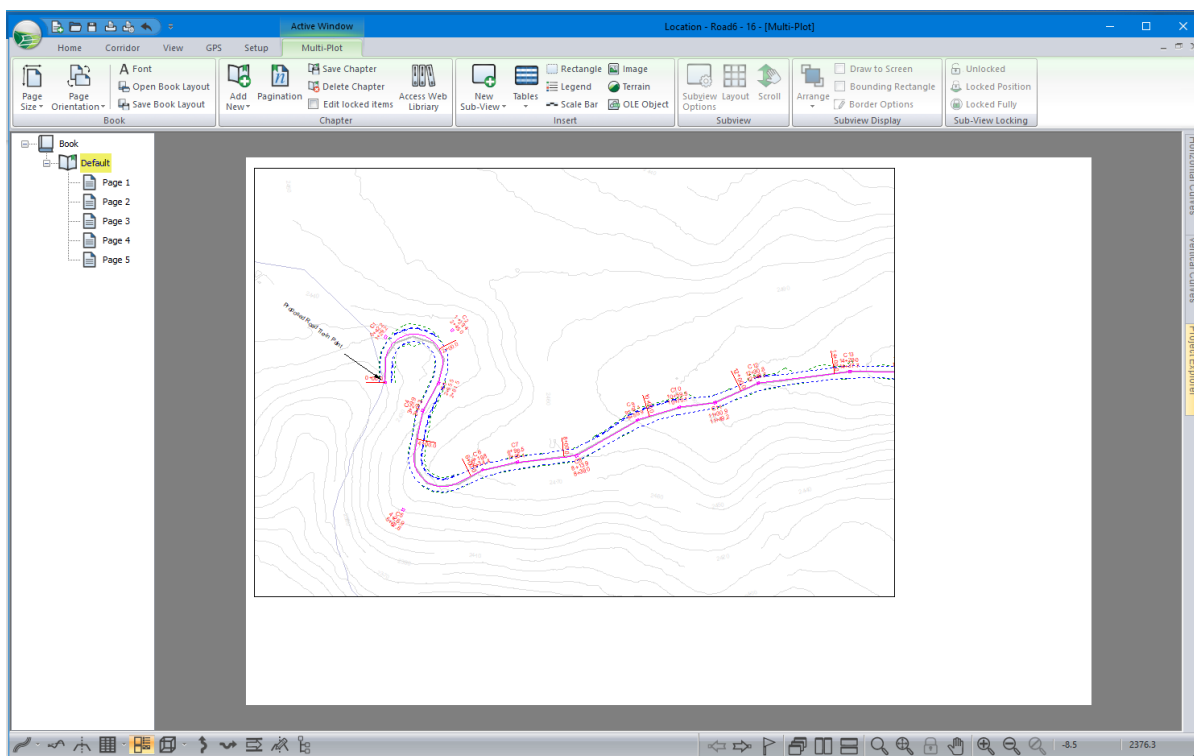 Active Window
Location - Road6 - 16 - [Multi-Plot]
Home Corridor View GPS Setup Multi-Plot
Page Size
Page Orientation
Font
Open Book Layout
Save Book Layout
Book
Add New
Pagination
Save Chapter
Delete Chapter
Edit locked items
Access Web Library
Chapter
New Sub-View
Tables
Rectangle
Legend
Scale Bar
Image
Terrain
OLE Object
Insert
Subview Options
Layout
Scroll
Subview
Arrange
Draw to Screen
Bounding Rectangle
Border Options
Subview Display
Unlocked
Locked Position
Locked Fully
Sub-View Locking
Book
Default
Page 1
Page 2
Page 3
Page 4
Page 5
Horizontal Curves
Vertical Curves
Project Explorer
-8.5 2376.3